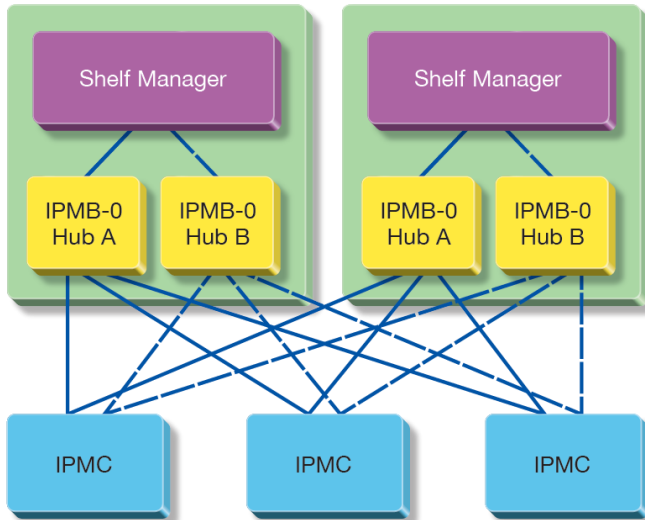 Shelf Manager
Shelf Manager
IPMB-0
Hub A
IPMB-0
Hub B
IPMB-0
Hub A
IPMB-0
Hub B
IPMC
IPMC
IPMC